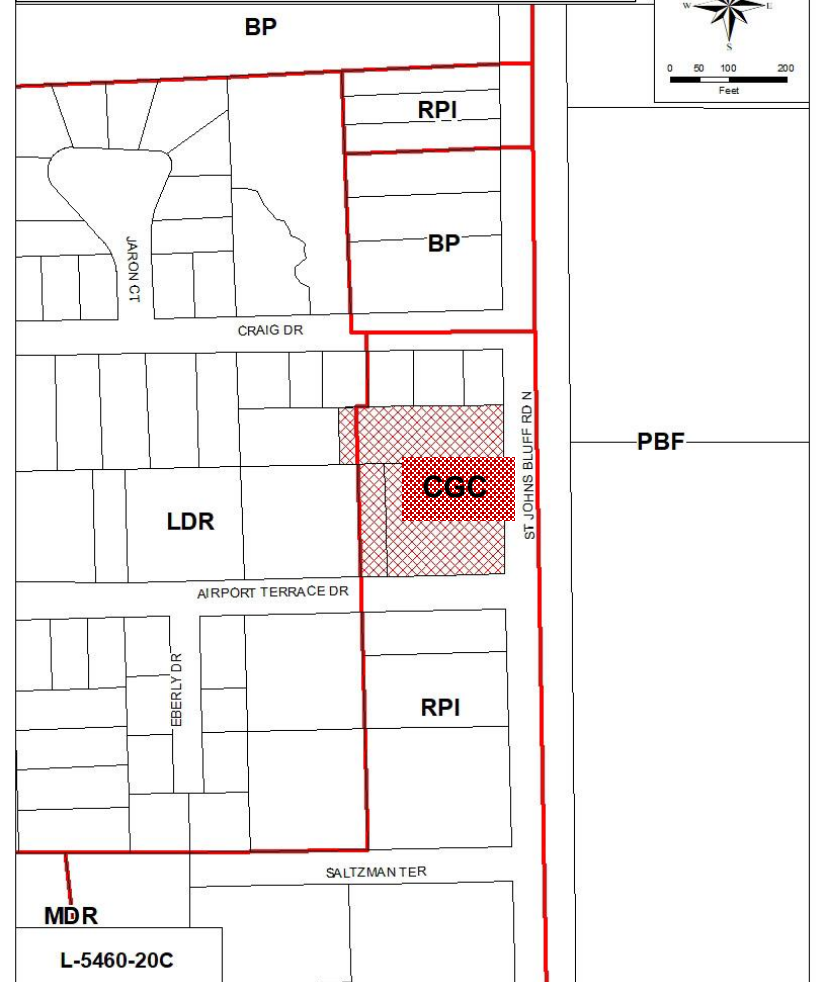 BP
W
E
S
0 50 100 200
Feet
RPI
BP
JARON CT
CRAIG DR
ST JOHNS BLUFF RD N
PBF
CGC
LDR
AIRPORT TERRACE DR
EBERLY DR
RPI
SALTZMAN TER
MDR
L-5460-20C